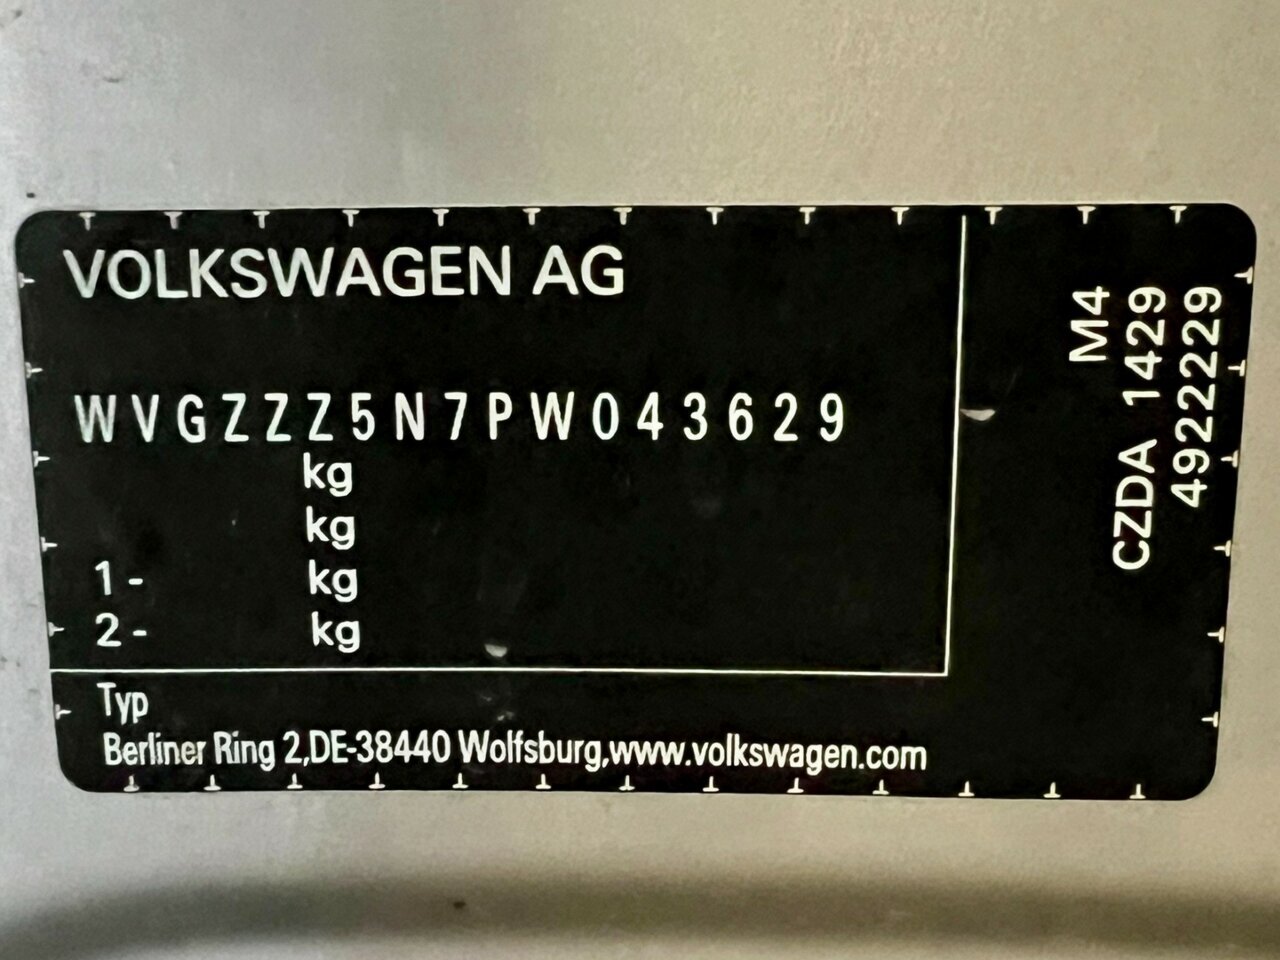 VOLKSWAGEN AG
WVGZZZ5N7PW043629
kg
kg
1- kg
2- kg
Typ
Berliner Ring 2,DE-38440 Wolfsburg,www.volkswagen.com
M4
CZDA 1429
4922229